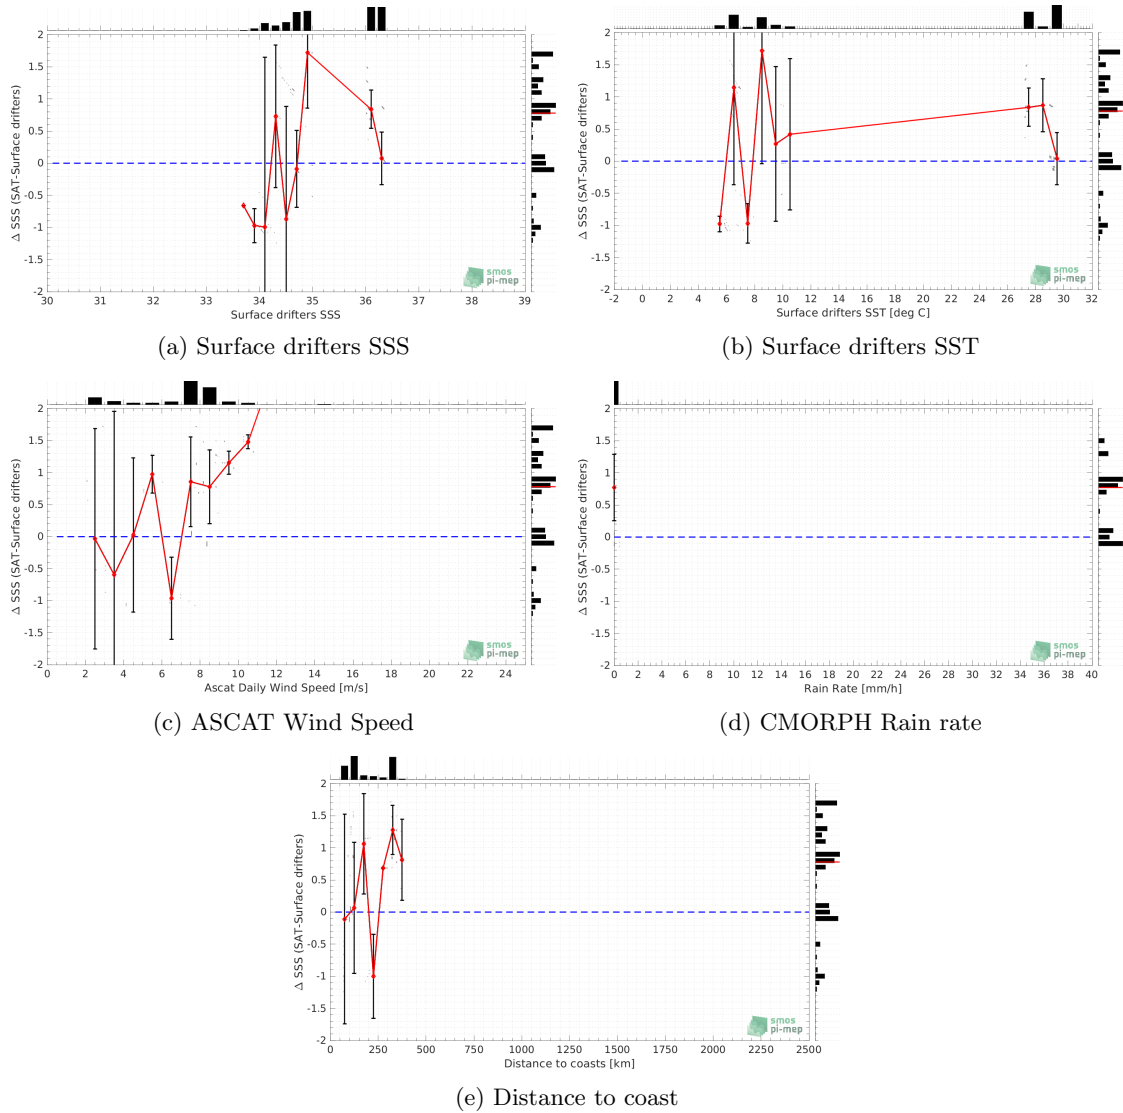 2
1.5
1
0.5
0
-0.5
-1
-1.5
-2
Δ SSS (SAT-Surface drifters)
30 31 32 33 34 35 36 37 38 39
Surface drifters SSS
smos
pi-mep
(a) Surface drifters SSS
2
1.5
1
0.5
0
-0.5
-1
-1.5
-2
Δ SSS (SAT-Surface drifters)
-2 0 2 4 6 8 10 12 14 16 18 20 22 24 26 28 30 32
Surface drifters SST [deg C]
smos
pi-mep
(b) Surface drifters SST
2
1.5
1
0.5
0
-0.5
-1
-1.5
-2
Δ SSS (SAT-Surface drifters)
0 2 4 6 8 10 12 14 16 18 20 22 24
Ascat Daily Wind Speed [m/s]
smos
pi-mep
(c) ASCAT Wind Speed
2
1.5
1
0.5
0
-0.5
-1
-1.5
-2
Δ SSS (SAT-Surface drifters)
0 2 4 6 8 10 12 14 16 18 20 22 24 26 28 30 32 34 36 38 40
Rain Rate [mm/h]
smos
pi-mep
(d) CMORPH Rain rate
2
1.5
1
0.5
0
-0.5
-1
-1.5
-2
Δ SSS (SAT-Surface drifters)
0 250 500 750 1000 1250 1500 1750 2000 2250 2500
Distance to coasts [km]
smos
pi-mep
(e) Distance to coast